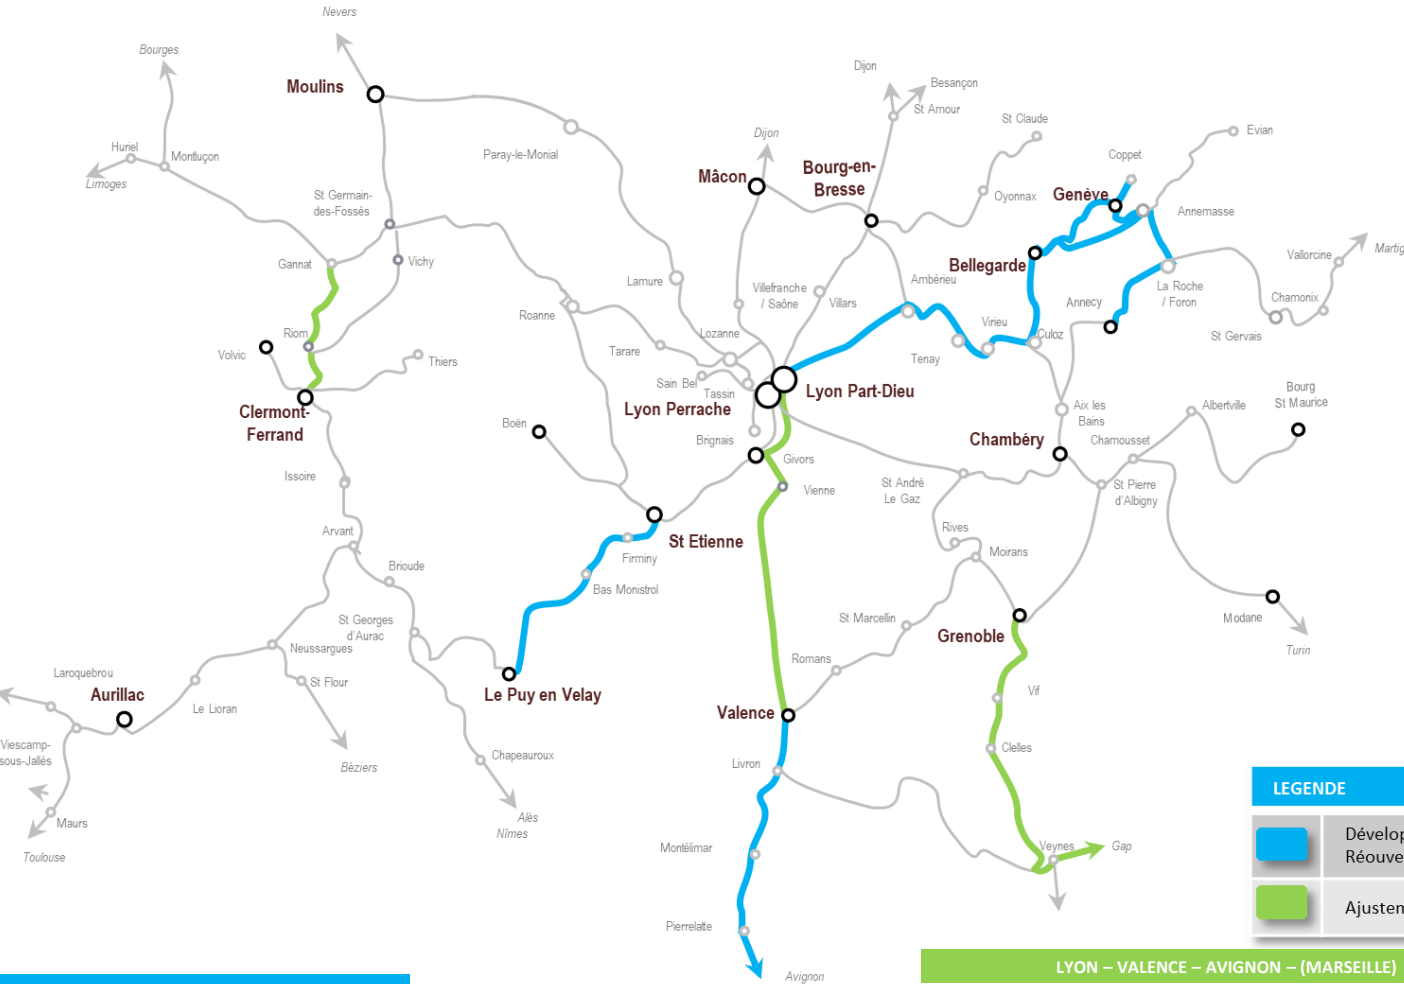 Nevers
Bourges
Moulins
Dijon
Besançon
St Amour
St Claude
Evian
Huriel
Montluçon
Limoges
Paray-le-Monial
Dijon
Mâcon
Bourg-en-
Bresse
Coppet
Genève
Oyonnax
Annemasse
St Germain-
des-Fossés
Gannat
Vichy
Lamure
Villefranche
/ Saône
Villars
Ambérieu
Bellegarde
Annecy
La Roche
/ Foron
Vallorcine
Martig
Chamonix
St Gervais
Riom
Volvic
Thiers
Roanne
Tarare
Lozanne
Sain Bel
Tassin
Tenay
Virieu
Culoz
Lyon Part-Dieu
Lyon Perrache
Clermont-
Ferrand
Boën
Brignais
Givors
Vienne
Aix les
Bains
Chambéry
Chamousset
Albertville
Bourg
St Maurice
St André
Le Gaz
St Pierre
d'Albigny
Issoire
Arvant
Brioude
St Etienne
Firminy
Bas Monistrol
Rives
Moirans
St Marcellin
Grenoble
Modane
Turin
St Georges
d'Aurac
Neussargues
St Flour
Laroquebrou
Aurillac
Le Lioran
Le Puy en Velay
Romans
Valence
Vif
Viescamp-
sous-Jallés
Béziers
Chapeauroux
Livron
Clelles
Maurs
Toulouse
Alès
Nîmes
Montélimar
Veynes
Gap
Pierrelatte
Avignon
LEGENDE
Dévelop
Réouve
Ajustem
LYON – VALENCE – AVIGNON – (MARSEILLE)